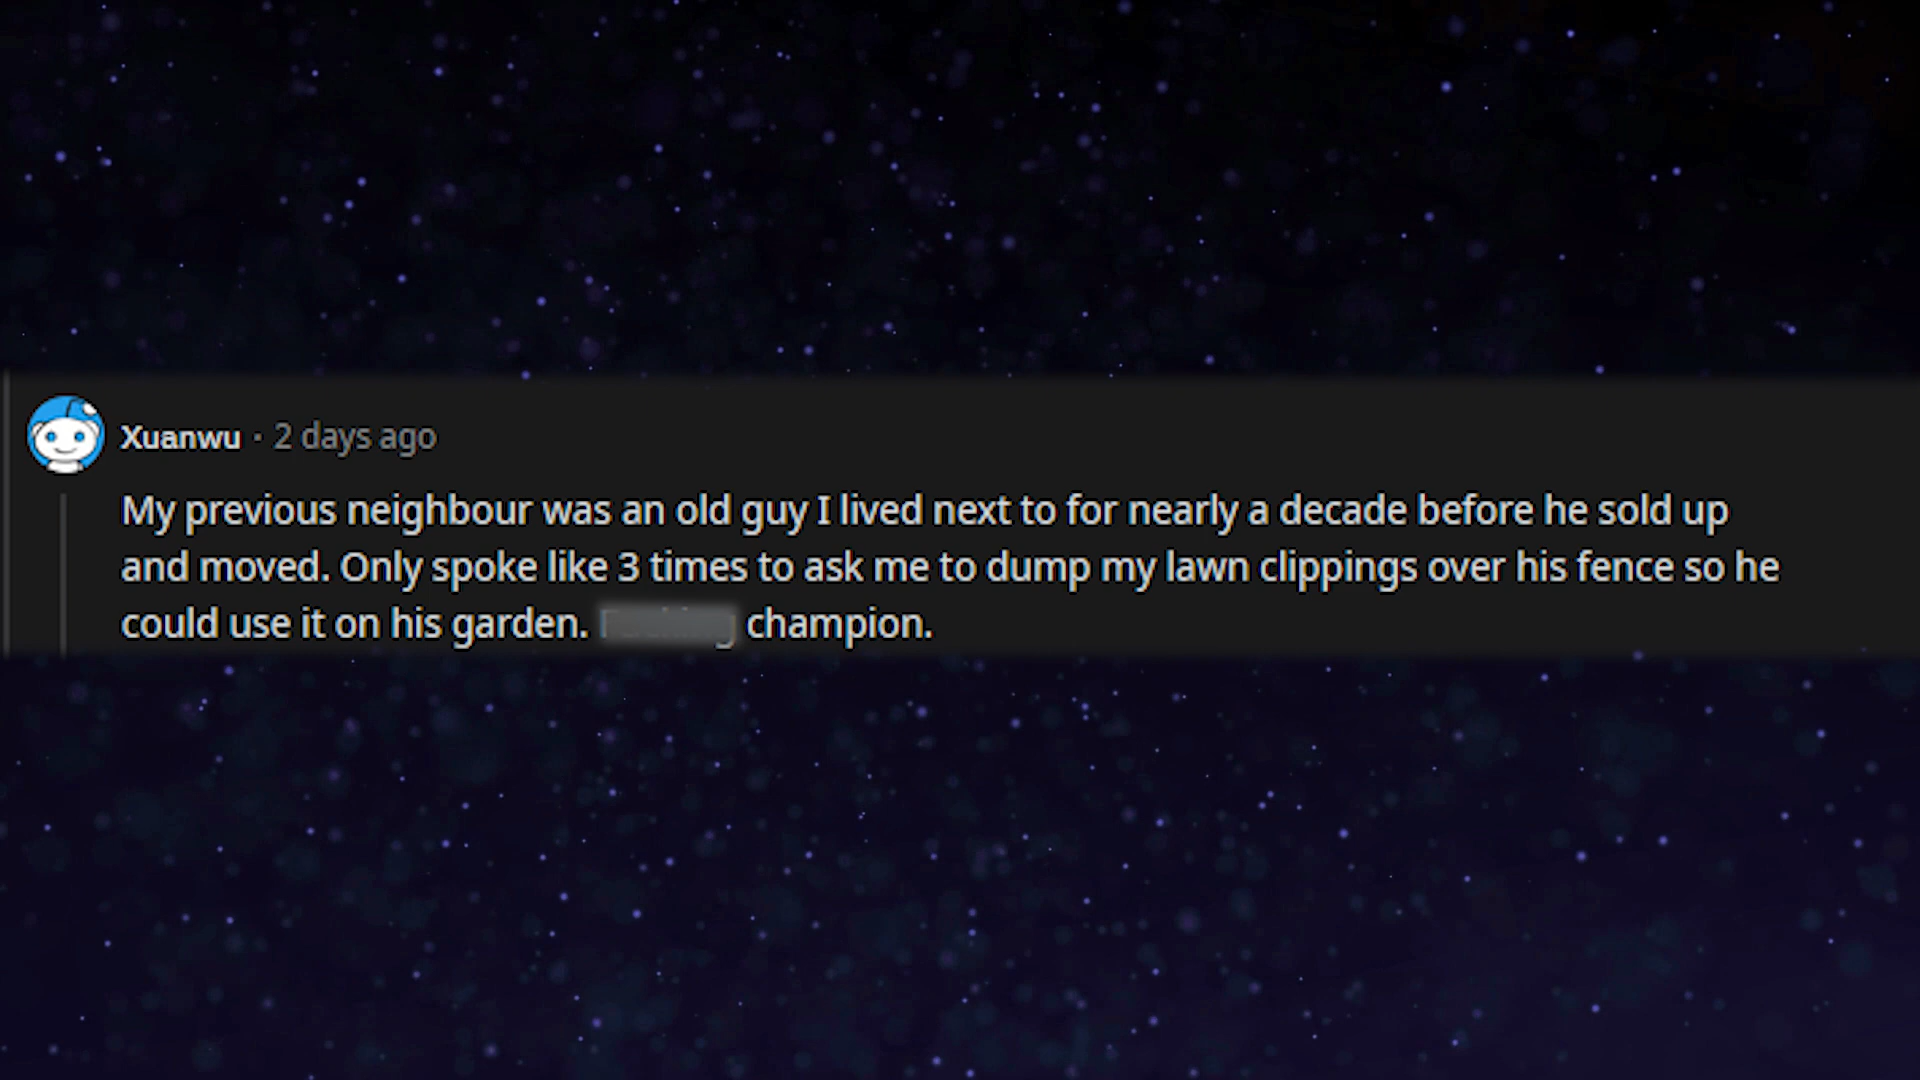 Xuanwu · 2 days ago
My previous neighbour was an old guy I lived next to for nearly a decade before he sold up
and moved. Only spoke like 3 times to ask me to dump my lawn clippings over his fence so he
could use it on his garden. champion.